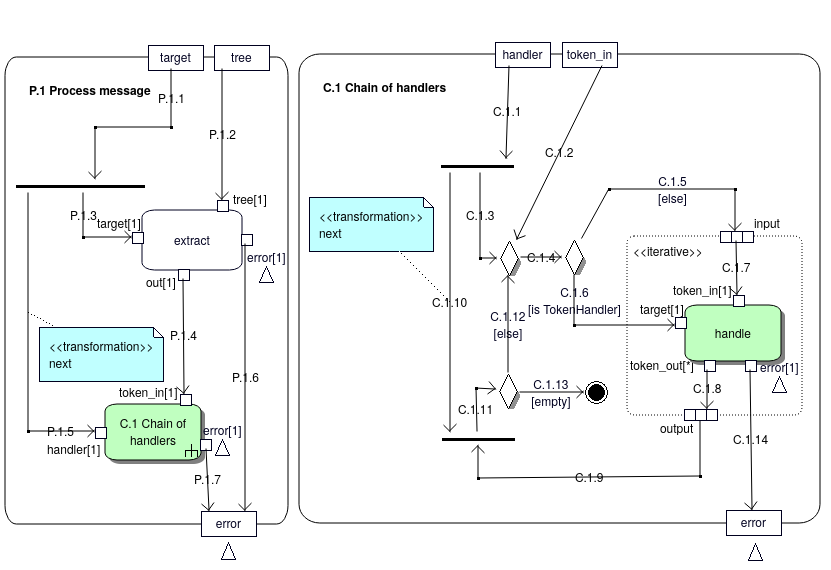 target
tree
P.1 Process message
P.1.1
P.1.2
P.1.3
target[1]
tree[1]
extract
error[1]
out[1]
<<transformation>>
next
P.1.4
P.1.6
token_in[1]
P.1.5
handler[1]
C.1 Chain of
handlers
error[1]
P.1.7
error
handler
token_in
C.1 Chain of handlers
C.1.1
C.1.2
C.1.5
[else]
<<transformation>>
next
C.1.3
C.1.4
input
<<iterative>>
C.1.7
C.1.6
[is TokenHandler]
token_in[1]
C.1.10
C.1.12
[else]
target[1]
handle
token_out[*]
error[1]
C.1.8
C.1.13
[empty]
C.1.11
output
C.1.14
C.1.9
error